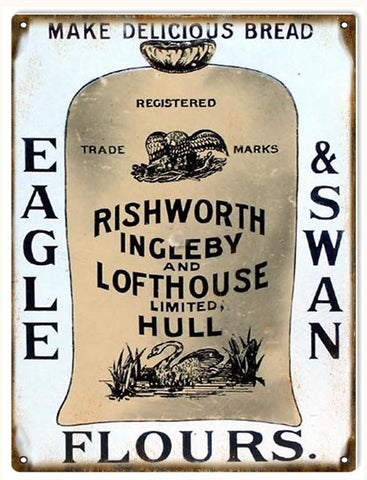 MAKE DELICIOUS BREAD
REGISTERED
TRADE MARKS
EAGLE
& SWAN
RISHWORTH
INGLEBY
AND
LOFTHOUSE
LIMITED,
HULL
FLOURS.